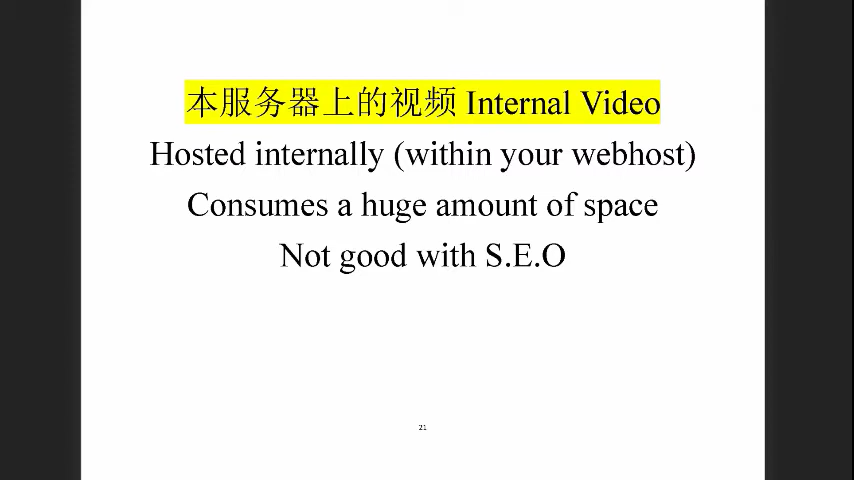 本服务器上的视频 Internal Video
Hosted internally (within your webhost)
Consumes a huge amount of space
Not good with S.E.O
21